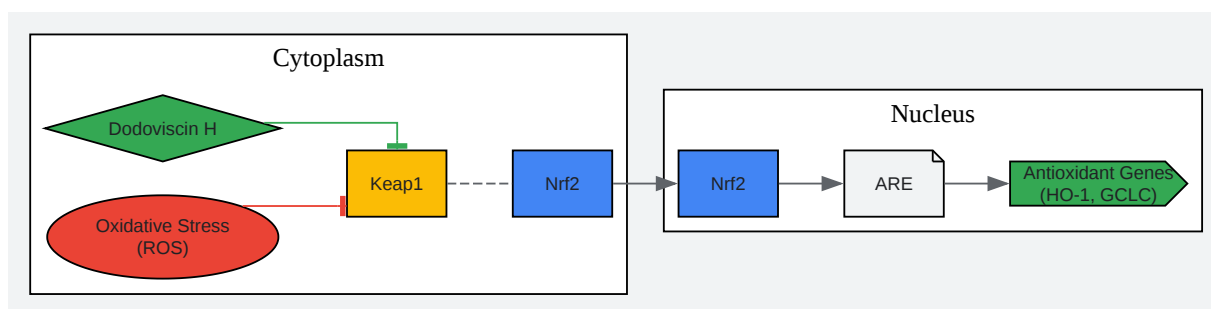 Cytoplasm
Dodoviscin H
Oxidative Stress
(ROS)
Keap1
Nrf2
Nucleus
Nrf2
ARE
Antioxidant Genes
(HO-1, GCLC)